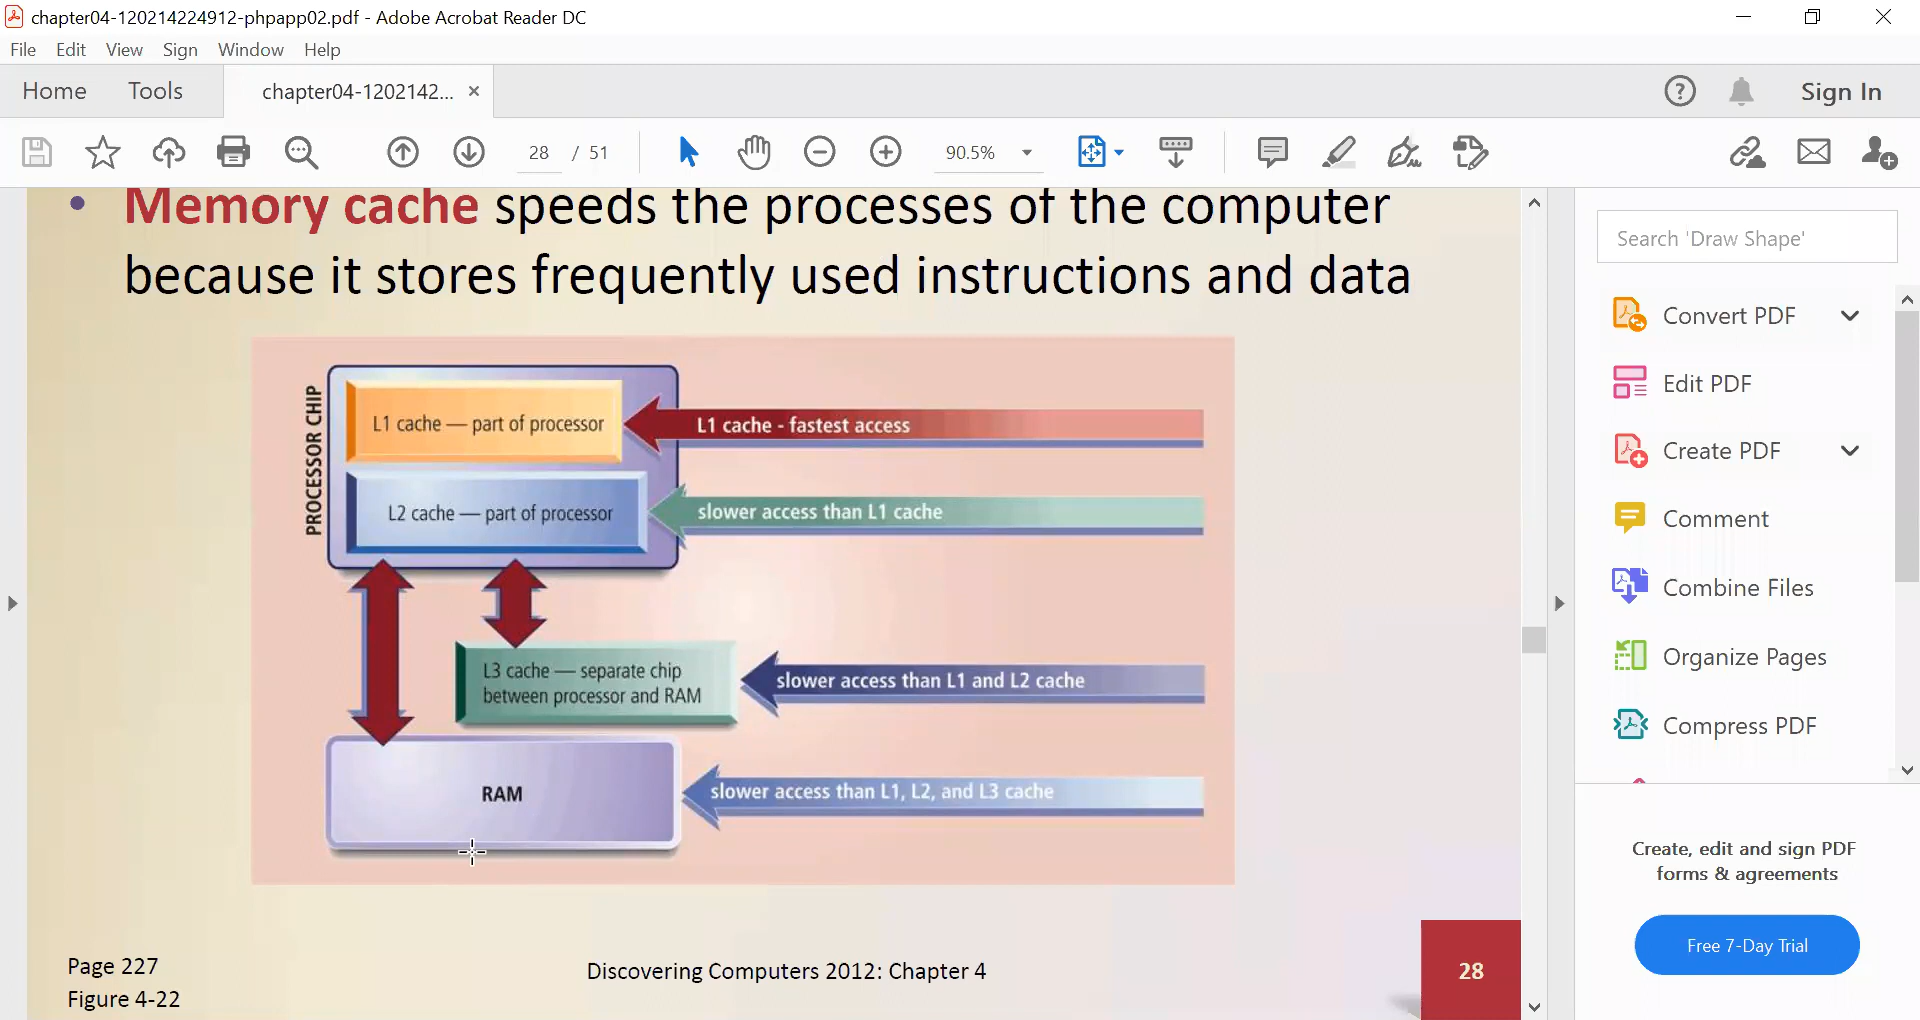 chapter04-120214224912-phpapp02.pdf - Adobe Acrobat Reader DC
File Edit View Sign Window Help
Home Tools chapter04-1202142... × Sign In
28 / 51 90.5%
• Memory cache speeds the processes of the computer
because it stores frequently used instructions and data
PROCESSOR CHIP
L1 cache — part of processor
L1 cache - fastest access
L2 cache — part of processor
slower access than L1 cache
L3 cache — separate chip
between processor and RAM
slower access than L1 and L2 cache
RAM
slower access than L1, L2, and L3 cache
Page 227
Figure 4-22
Discovering Computers 2012: Chapter 4
28
Search 'Draw Shape'
Convert PDF
Edit PDF
Create PDF
Comment
Combine Files
Organize Pages
Compress PDF
Create, edit and sign PDF
forms & agreements
Free 7-Day Trial